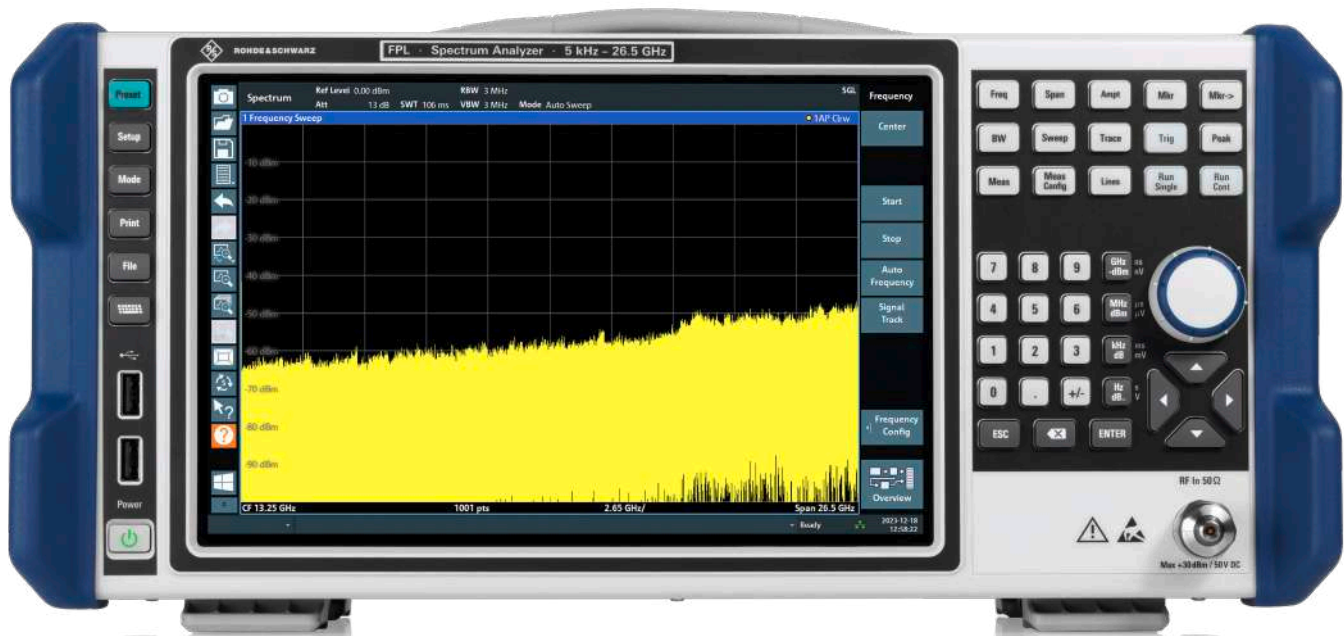 ROHDE&SCHWARZ
FPL · Spectrum Analyzer · 5 kHz – 26.5 GHz
Preset
Setup
Mode
Print
File
Power
Spectrum
Ref Level 0.00 dBm RBW 3 MHz
Att 13 dB SWT 106 ms VBW 3 MHz Mode Auto Sweep
SGL
1 Frequency Sweep
1AP Clrw
-10 dBm
-20 dBm
-30 dBm
-40 dBm
-50 dBm
-60 dBm
-70 dBm
-80 dBm
-90 dBm
CF 13.25 GHz 1001 pts 2.65 GHz/ Span 26.5 GHz
Ready
2023-12-18
12:58:22
Frequency
Center
Start
Stop
Auto
Frequency
Signal
Track
Frequency
Config
Overview
Freq Span Ampt Mkr Mkr->
BW Sweep Trace Trig Peak
Meas Meas Config Lines Run Single Run Cont
7 8 9 GHz -dBm ns nV
4 5 6 MHz dBm µs µV
1 2 3 kHz dB ms mV
0 . +/- Hz dB.. s V
ESC ENTER
RF In 50 Ω
Max +30 dBm / 50 V DC